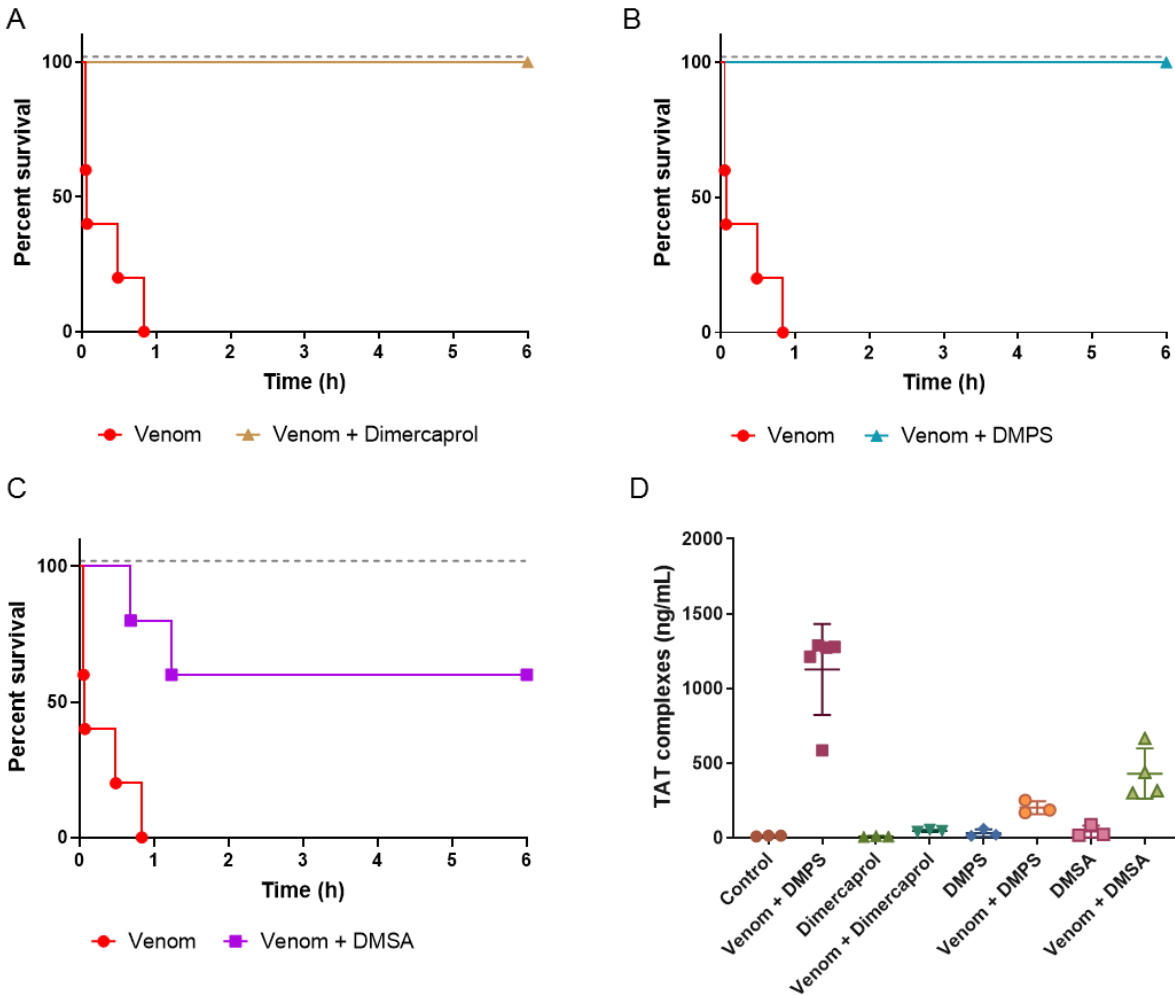 A
Percent survival
100
50
0
0 1 2 3 4 5 6
Time (h)
Venom Venom + Dimercaprol
B
Percent survival
100
50
0
0 1 2 3 4 5 6
Time (h)
Venom Venom + DMPS
C
Percent survival
100
50
0
0 1 2 3 4 5 6
Time (h)
Venom Venom + DMSA
D
TAT complexes (ng/mL)
2000
1500
1000
500
0
Control
Venom + DMPS
Dimercaprol
Venom + Dimercaprol
DMPS
Venom + DMPS
DMSA
Venom + DMSA